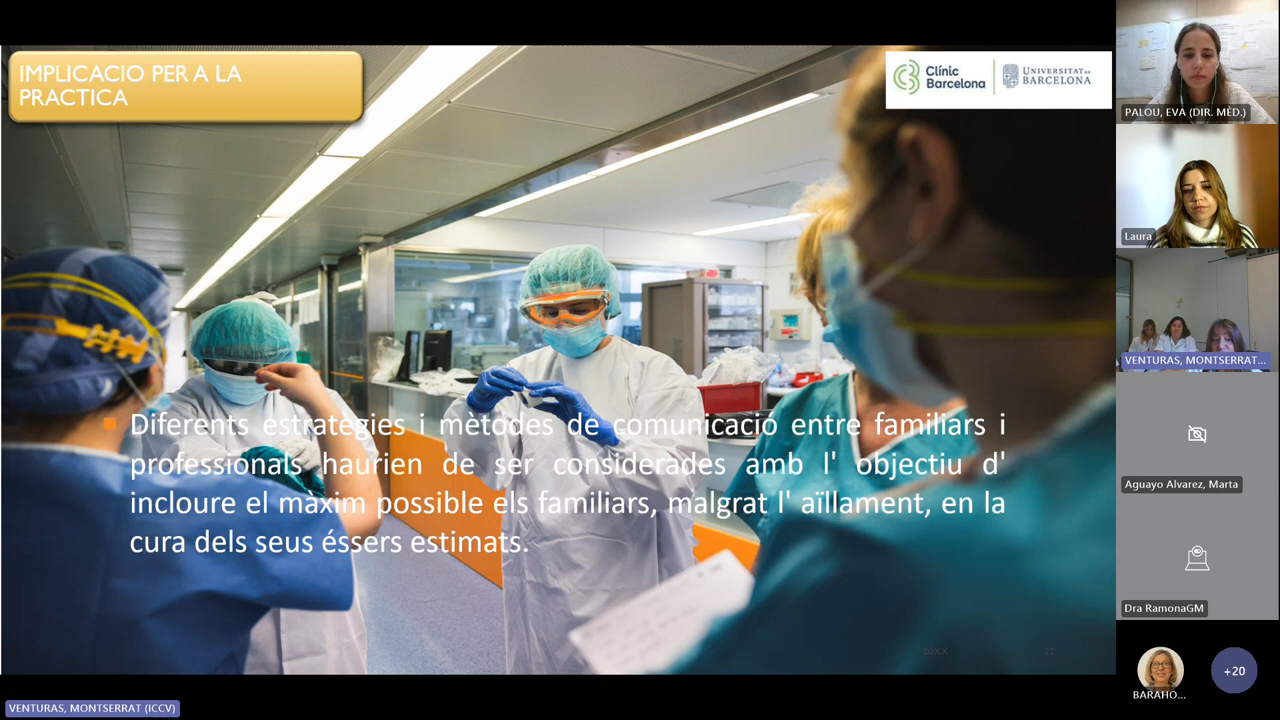 IMPLICACIO PER A LA
PRACTICA
Clínic
Barcelona
UNIVERSITAT DE
BARCELONA
Diferents estratègies i mètodes de comunicació entre familiars i
professionals haurien de ser considerades amb l' objectiu d'
incloure el màxim possible els familiars, malgrat l' aïllament, en la
cura dels seus éssers estimats.
20XX
12
VENTURAS, MONTSERRAT (ICCV)
PALOU, EVA (DIR. MÈD.)
Laura
VENTURAS, MONTSERRAT...
Aguayo Alvarez, Marta
Dra RamonaGM
BARAHO...
+20